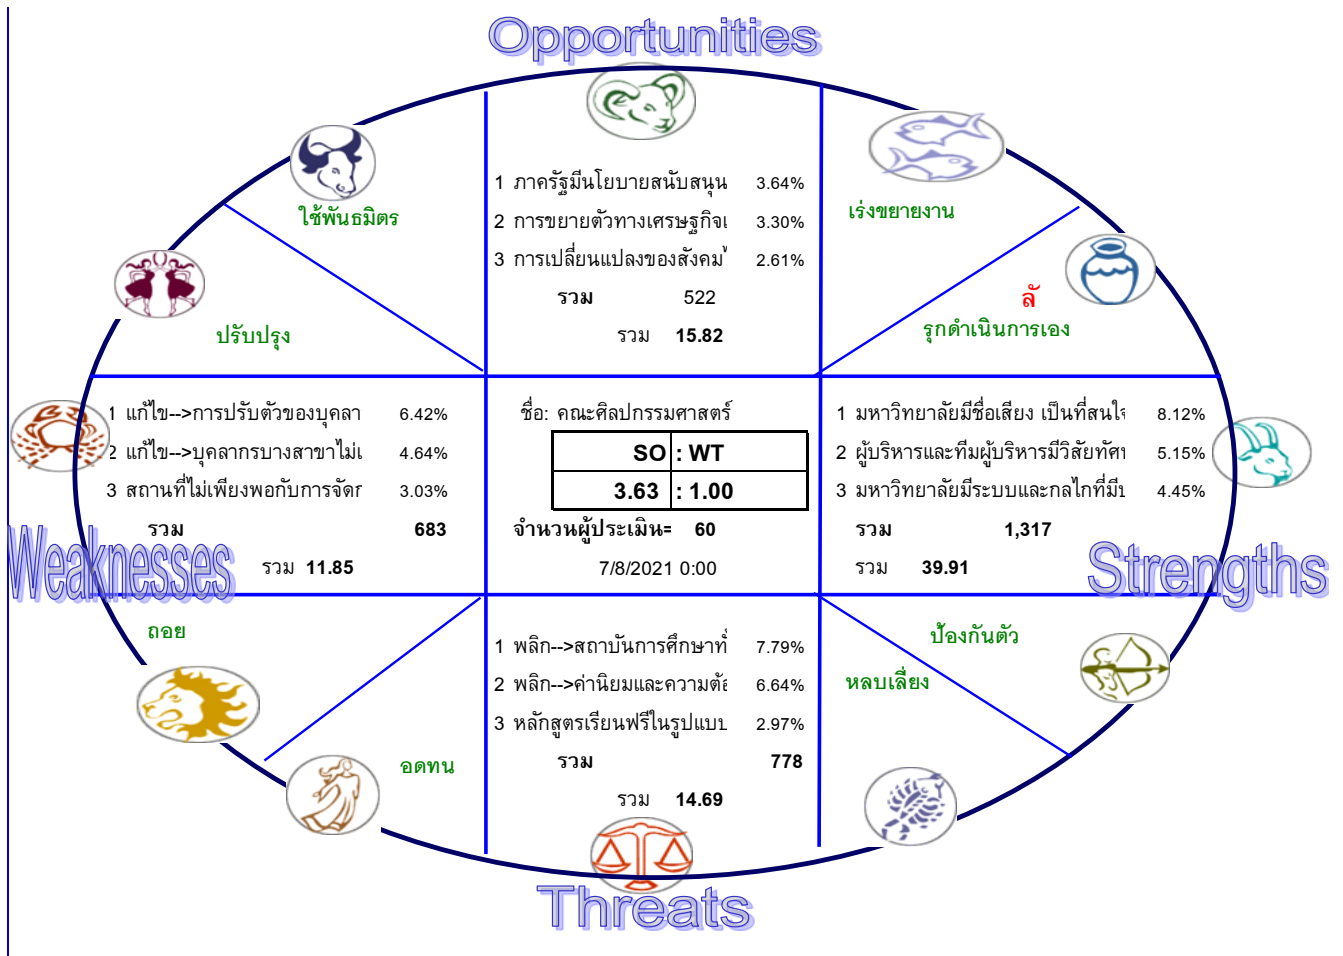 Opportunities
1 ภาครัฐมีนโยบายสนับสนุน 3.64%
2 การขยายตัวทางเศรษฐกิจเ 3.30%
3 การเปลี่ยนแปลงของสังคมไ 2.61%
รวม 522
รวม 15.82
ใช้พันธมิตร
เร่งขยายงาน
ปรับปรุง
ลั
รุกดำเนินการเอง
1 แก้ไข-->การปรับตัวของบุคลา 6.42%
2 แก้ไข-->บุคลากรบางสาขาไม่เ 4.64%
3 สถานที่ไม่เพียงพอกับการจัดก 3.03%
รวม 683
Weaknesses
รวม 11.85
ชื่อ: คณะศิลปกรรมศาสตร์
SO : WT
3.63 : 1.00
จำนวนผู้ประเมิน= 60
7/8/2021 0:00
1 มหาวิทยาลัยมีชื่อเสียง เป็นที่สนใจ 8.12%
2 ผู้บริหารและทีมผู้บริหารมีวิสัยทัศน 5.15%
3 มหาวิทยาลัยมีระบบและกลไกที่มีป 4.45%
รวม 1,317
รวม 39.91
Strengths
ถอย
อดทน
1 พลิก-->สถาบันการศึกษาทั้ 7.79%
2 พลิก-->ค่านิยมและความต้อ 6.64%
3 หลักสูตรเรียนฟรีในรูปแบบ 2.97%
รวม 778
รวม 14.69
ป้องกันตัว
หลบเลี่ยง
Threats